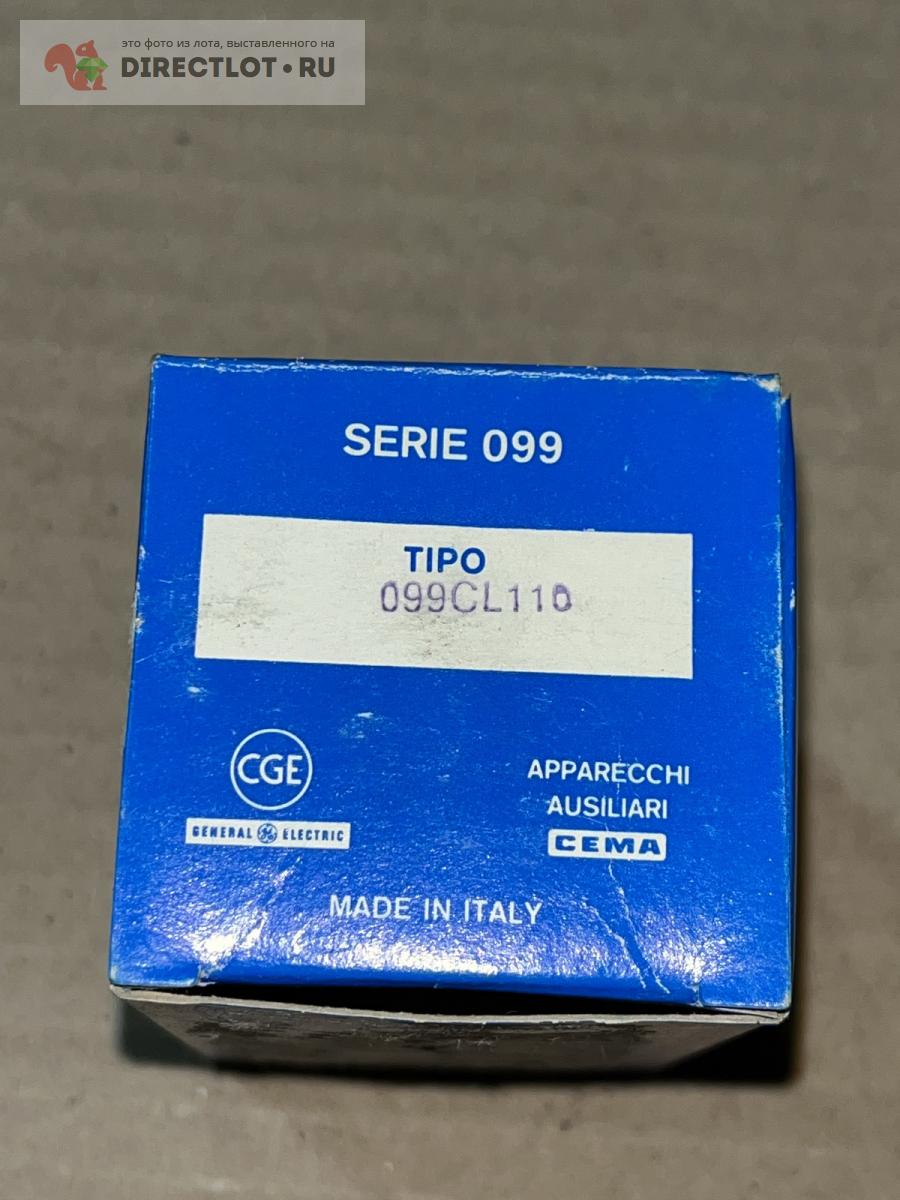 это фото из лота, выставленного на
DIRECTLOT•RU
SERIE 099
TIPO
099CL110
CGE
GENERAL GE ELECTRIC
APPARECCHI
AUSILIARI
CEMA
MADE IN ITALY